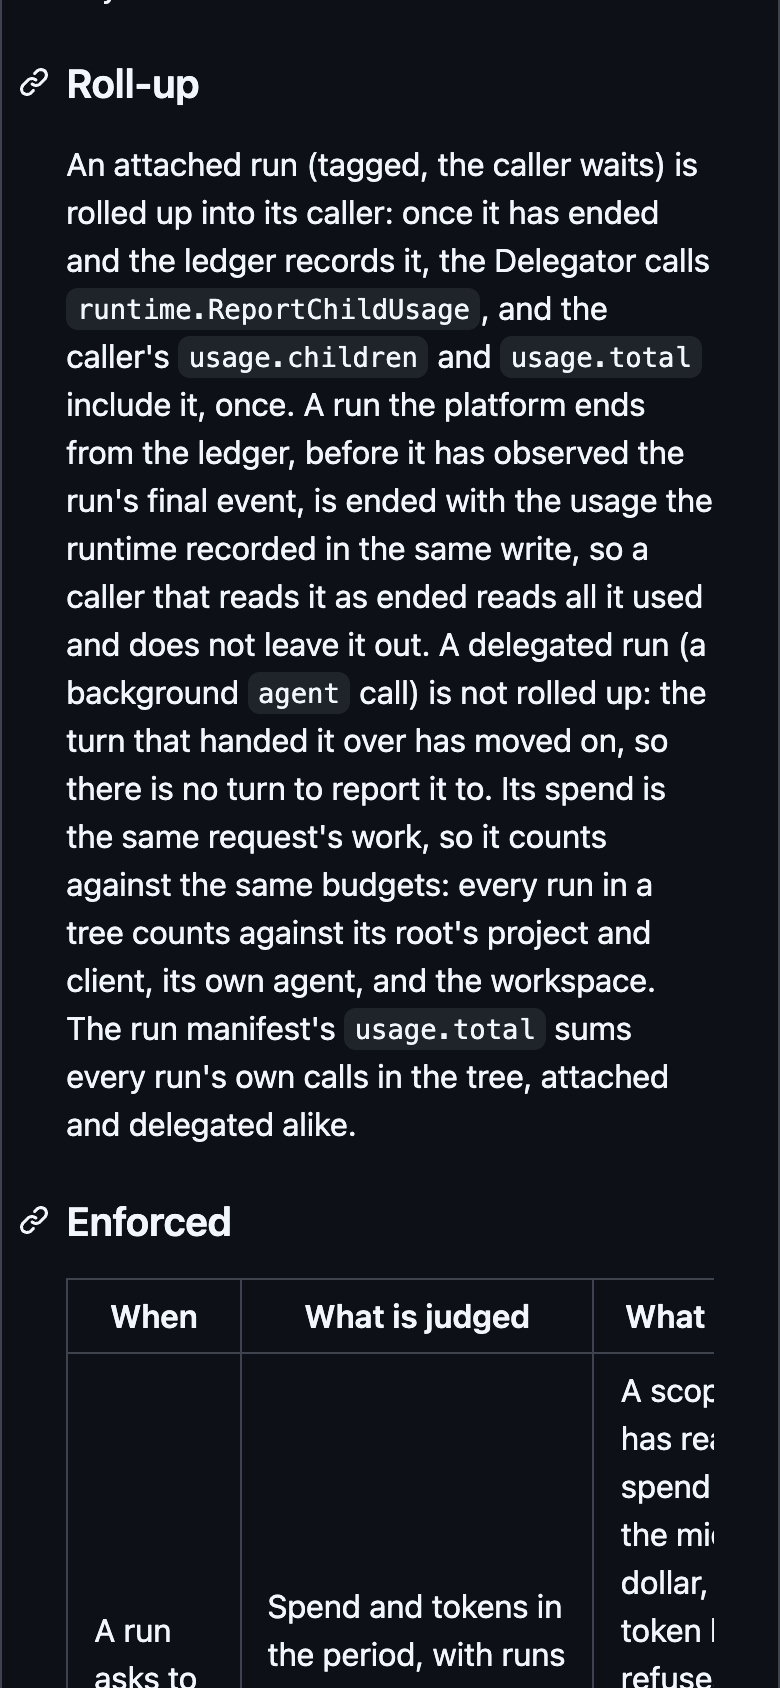 Roll-up
An attached run (tagged, the caller waits) is
rolled up into its caller: once it has ended
and the ledger records it, the Delegator calls
runtime.ReportChildUsage, and the
caller's usage.children and usage.total
include it, once. A run the platform ends
from the ledger, before it has observed the
run's final event, is ended with the usage the
runtime recorded in the same write, so a
caller that reads it as ended reads all it used
and does not leave it out. A delegated run (a
background agent call) is not rolled up: the
turn that handed it over has moved on, so
there is no turn to report it to. Its spend is
the same request's work, so it counts
against the same budgets: every run in a
tree counts against its root's project and
client, its own agent, and the workspace.
The run manifest's usage.total sums
every run's own calls in the tree, attached
and delegated alike.
Enforced
When
What is judged
What
A run
asks to
Spend and tokens in
the period, with runs
A
has
spend
the
dollar,
token
refuse